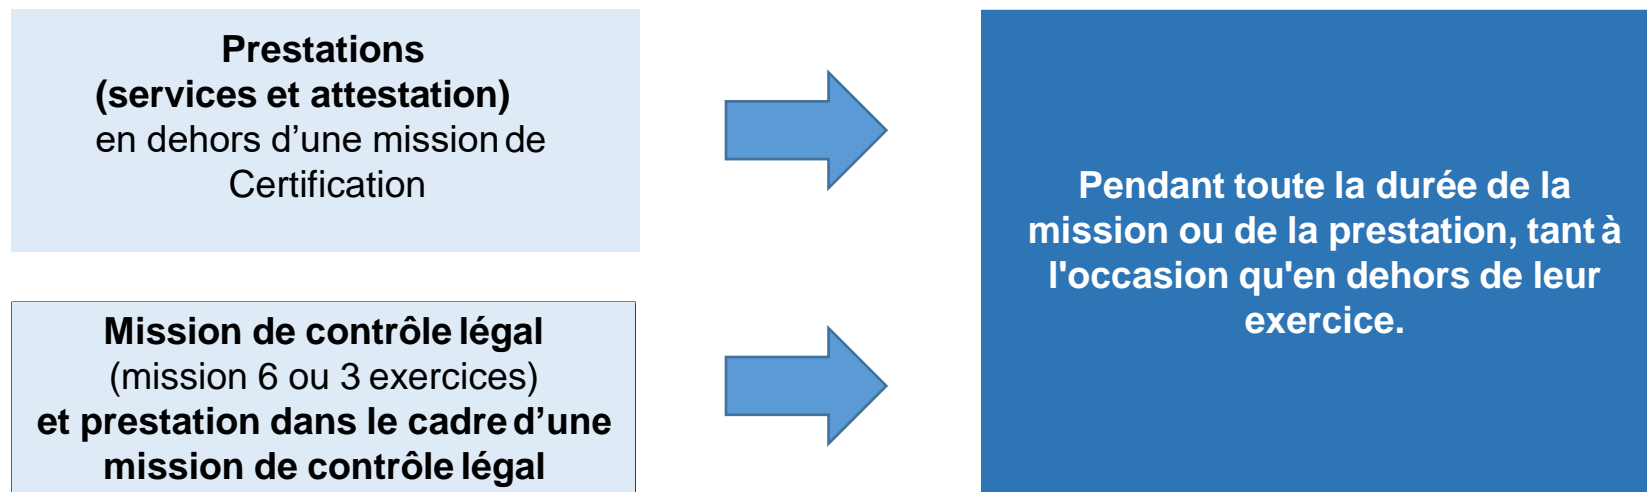 Prestations
(services et attestation)
en dehors d’une mission de
Certification
Mission de contrôle légal
(mission 6 ou 3 exercices)
et prestation dans le cadre d’une
mission de contrôle légal
Pendant toute la durée de la
mission ou de la prestation, tant à
l'occasion qu'en dehors de leur
exercice.